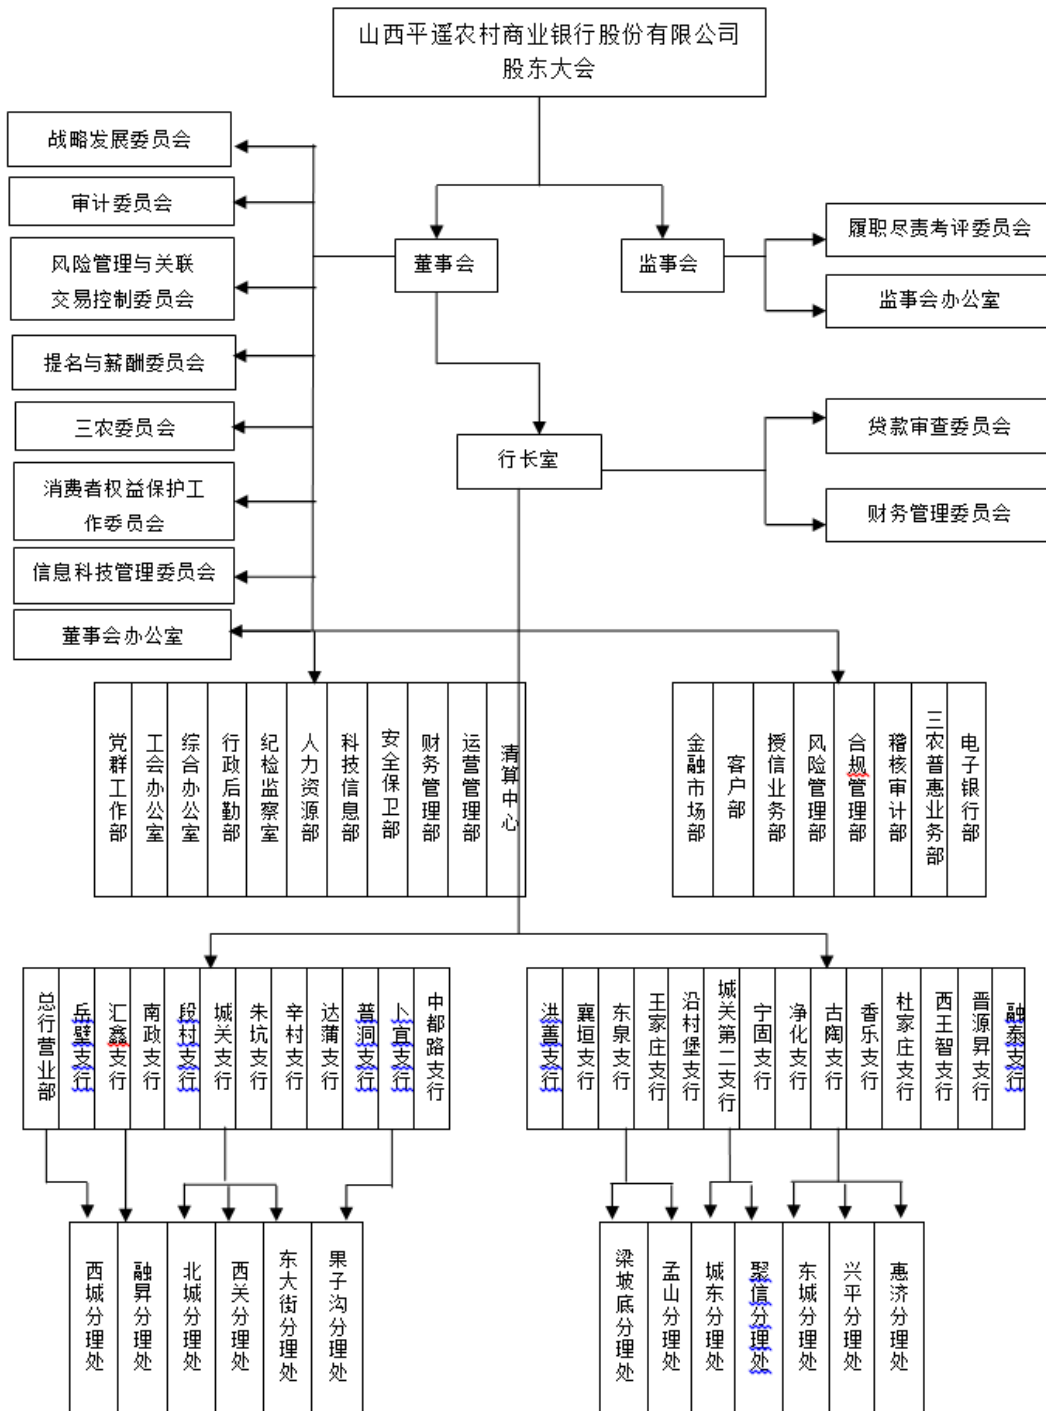 山西平遥农村商业银行股份有限公司
股东大会
战略发展委员会
审计委员会
风险管理与关联
交易控制委员会
提名与薪酬委员会
三农委员会
消费者权益保护工
作委员会
信息科技管理委员会
董事会办公室
董事会
监事会
履职尽责考评委员会
监事会办公室
行长室
贷款审查委员会
财务管理委员会
党群工作部
工会办公室
综合办公室
行政后勤部
纪检监察室
人力资源部
科技信息部
安全保卫部
财务管理部
运营管理部
清算中心
金融市场部
客户部
授信业务部
风险管理部
合规管理部
稽核审计部
三农普惠业务部
电子银行部
总行营业部
岳壁支行
汇鑫支行
南政支行
段村支行
城关支行
朱坑支行
辛村支行
达蒲支行
普洞支行
卜宜支行
中都路支行
洪善支行
襄垣支行
东泉支行
王家庄支行
沿村堡支行
城关第二支行
宁固支行
净化支行
古陶支行
香乐支行
杜家庄支行
西王智支行
晋源昇支行
融泰支行
西城分理处
融昇分理处
北城分理处
西关分理处
东大街分理处
果子沟分理处
梁坡底分理处
孟山分理处
城东分理处
聚信分理处
东城分理处
兴平分理处
惠济分理处